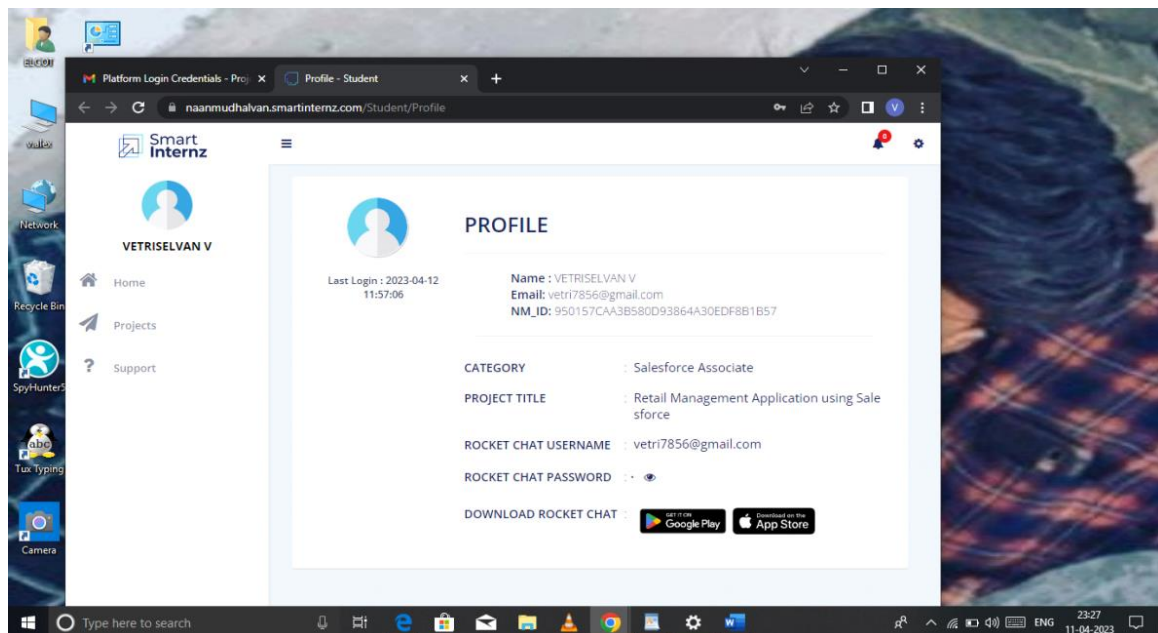 ELCOT
Platform Login Credentials - Proj
Profile - Student
naanmudhalvan.smartinternz.com/Student/Profile
V
Smart
Internz
0
VETRISELVAN V
Home
Projects
Support
PROFILE
Last Login : 2023-04-12
11:57:06
Name : VETRISELVAN V
Email: vetri7856@gmail.com
NM_ID: 950157CAA3B580D93864A30EDF8B1B57
CATEGORY : Salesforce Associate
PROJECT TITLE : Retail Management Application using Sale
sforce
ROCKET CHAT USERNAME : vetri7856@gmail.com
ROCKET CHAT PASSWORD : ·
DOWNLOAD ROCKET CHAT :
GET IT ON
Google Play
Download on the
App Store
Network
Recycle Bin
SpyHunter5
abc
Tux Typing
Camera
Type here to search
ENG
23:27
11-04-2023